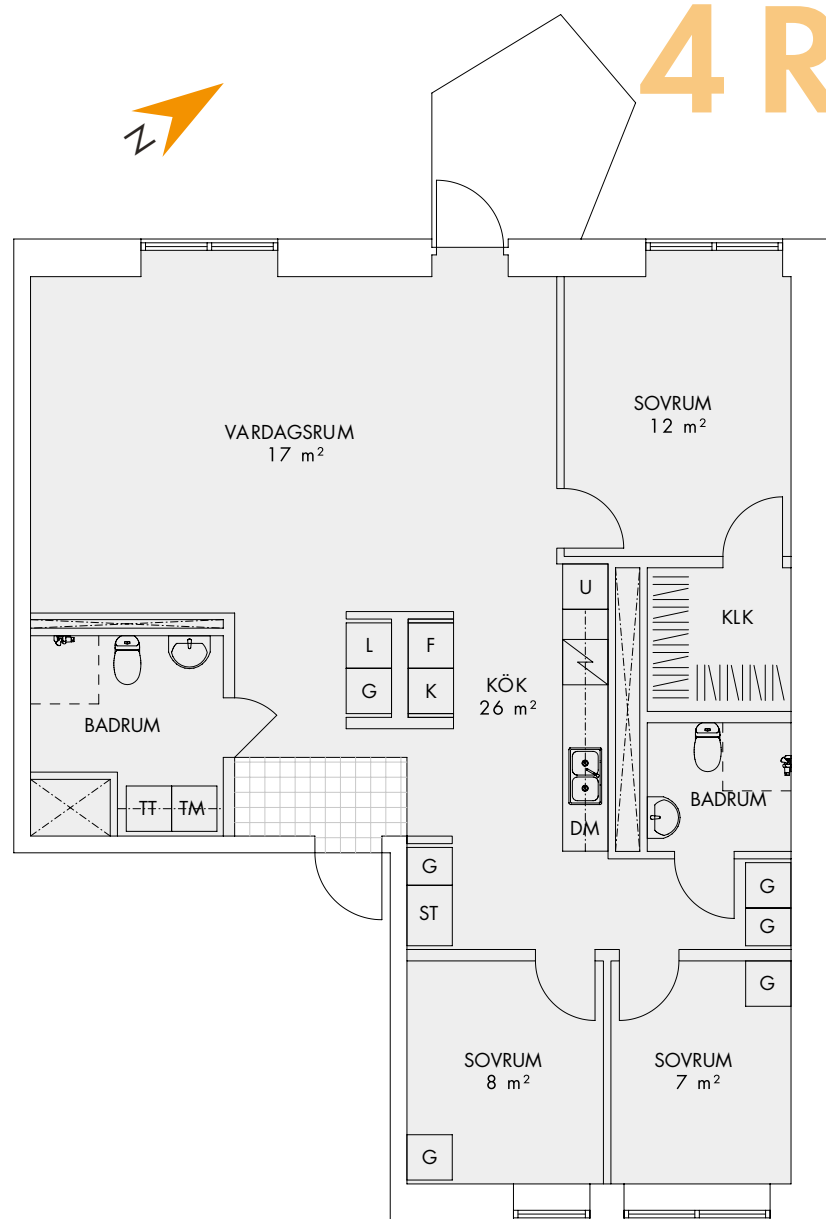 4 R
N
VARDAGSRUM
17 m²
SOVRUM
12 m²
U
KLK
L
F
G
K
KÖK
26 m²
BADRUM
TT
TM
DM
BADRUM
G
ST
G
G
G
SOVRUM
8 m²
SOVRUM
7 m²
G